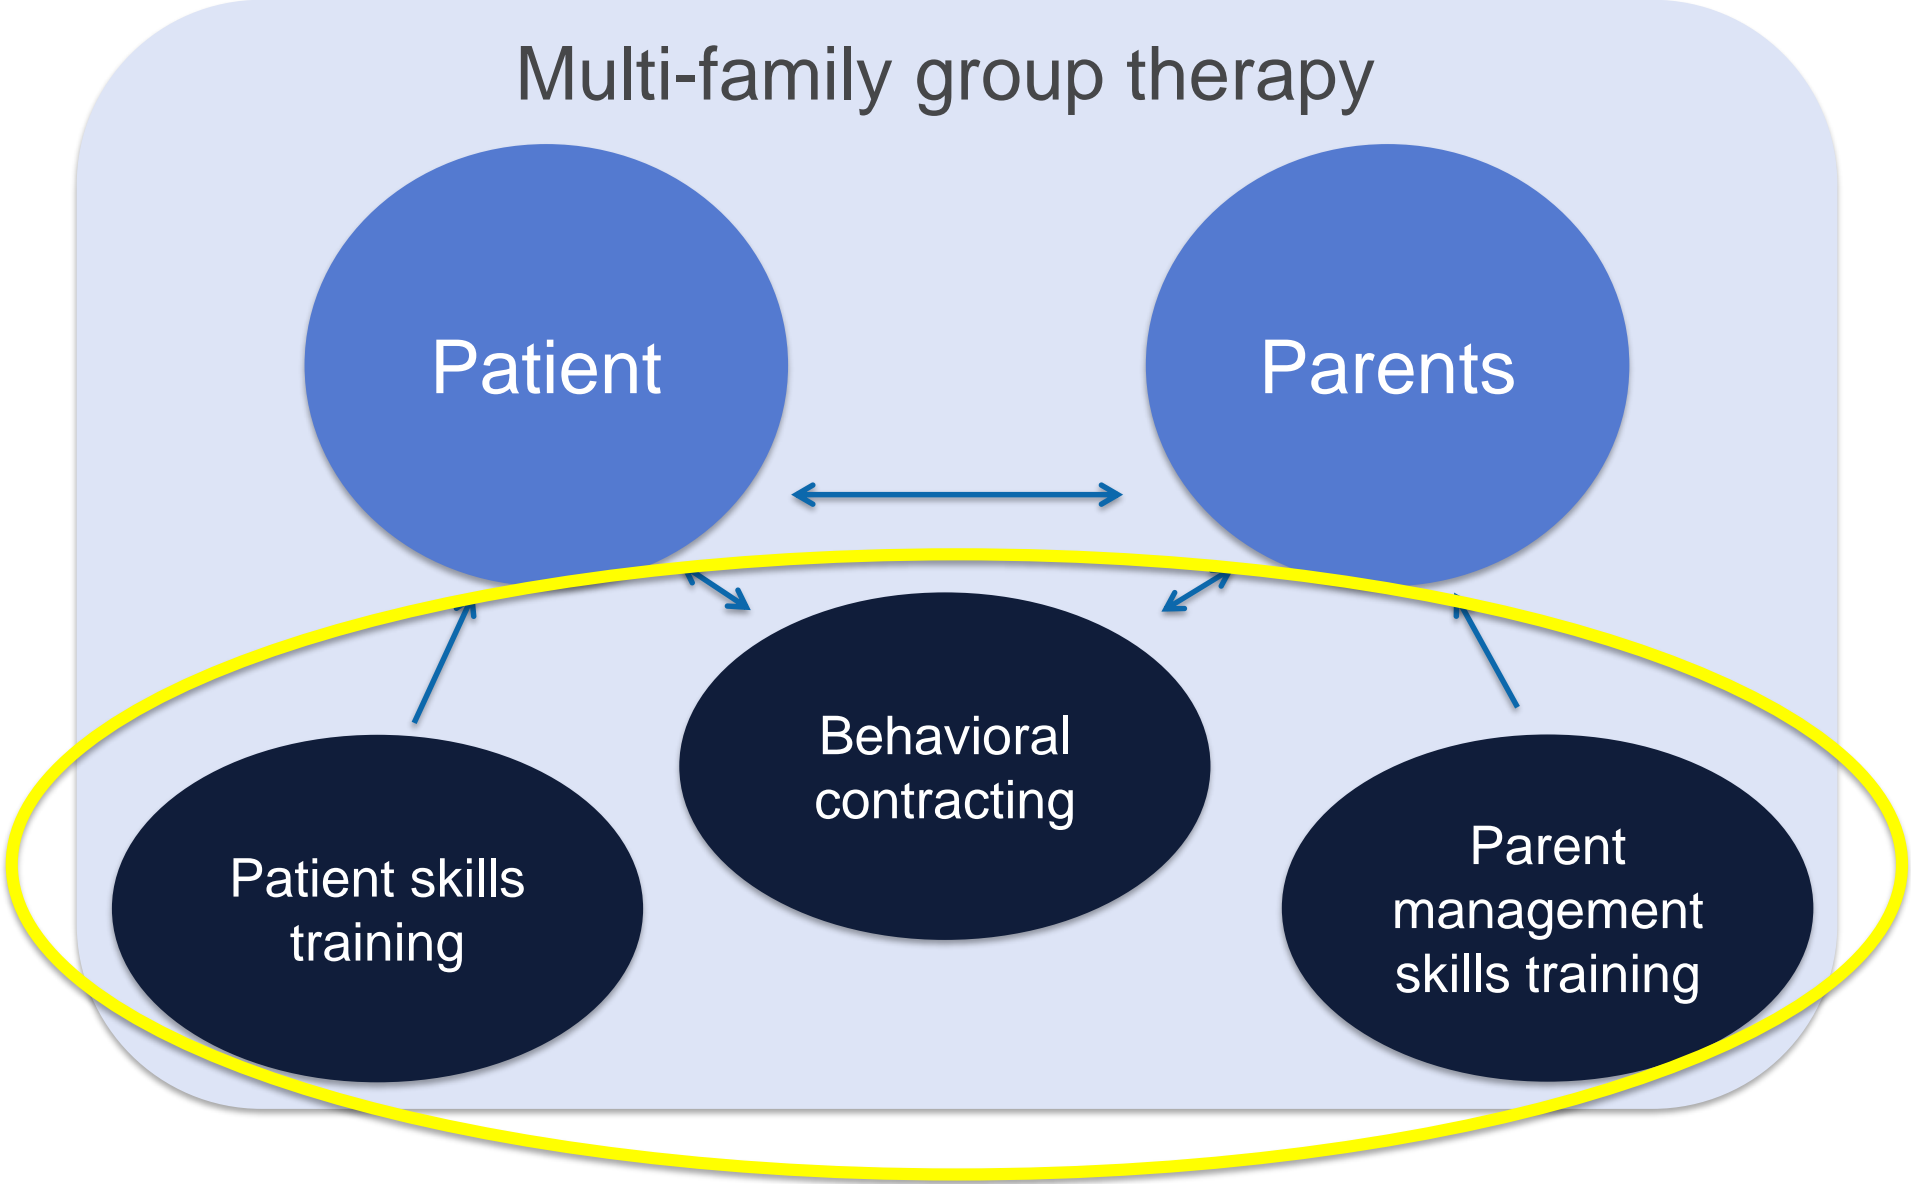 Multi-family group therapy
Patient
Parents
Behavioral
contracting
Patient skills
training
Parent
management
skills training